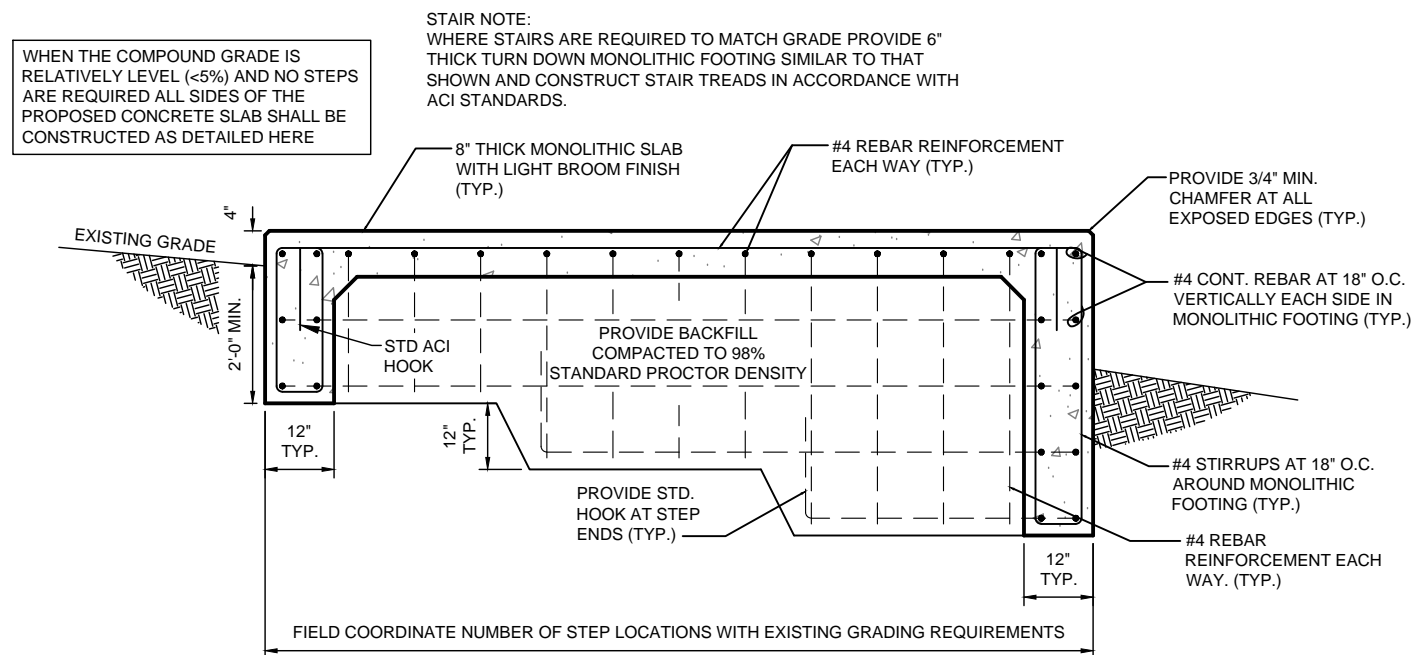 STAIR NOTE:
WHERE STAIRS ARE REQUIRED TO MATCH GRADE PROVIDE 6"
THICK TURN DOWN MONOLITHIC FOOTING SIMILAR TO THAT
SHOWN AND CONSTRUCT STAIR TREADS IN ACCORDANCE WITH
ACI STANDARDS.
WHEN THE COMPOUND GRADE IS
RELATIVELY LEVEL (<5%) AND NO STEPS
ARE REQUIRED ALL SIDES OF THE
PROPOSED CONCRETE SLAB SHALL BE
CONSTRUCTED AS DETAILED HERE
8" THICK MONOLITHIC SLAB
WITH LIGHT BROOM FINISH
(TYP.)
#4 REBAR REINFORCEMENT
EACH WAY (TYP.)
PROVIDE 3/4" MIN.
CHAMFER AT ALL
EXPOSED EDGES (TYP.)
4"
EXISTING GRADE
2'-0" MIN.
#4 CONT. REBAR AT 18" O.C.
VERTICALLY EACH SIDE IN
MONOLITHIC FOOTING (TYP.)
STD ACI
HOOK
PROVIDE BACKFILL
COMPACTED TO 98%
STANDARD PROCTOR DENSITY
12"
TYP.
12"
TYP.
PROVIDE STD.
HOOK AT STEP
ENDS (TYP.)
#4 STIRRUPS AT 18" O.C.
AROUND MONOLITHIC
FOOTING (TYP.)
#4 REBAR
REINFORCEMENT EACH
WAY. (TYP.)
12"
TYP.
FIELD COORDINATE NUMBER OF STEP LOCATIONS WITH EXISTING GRADING REQUIREMENTS